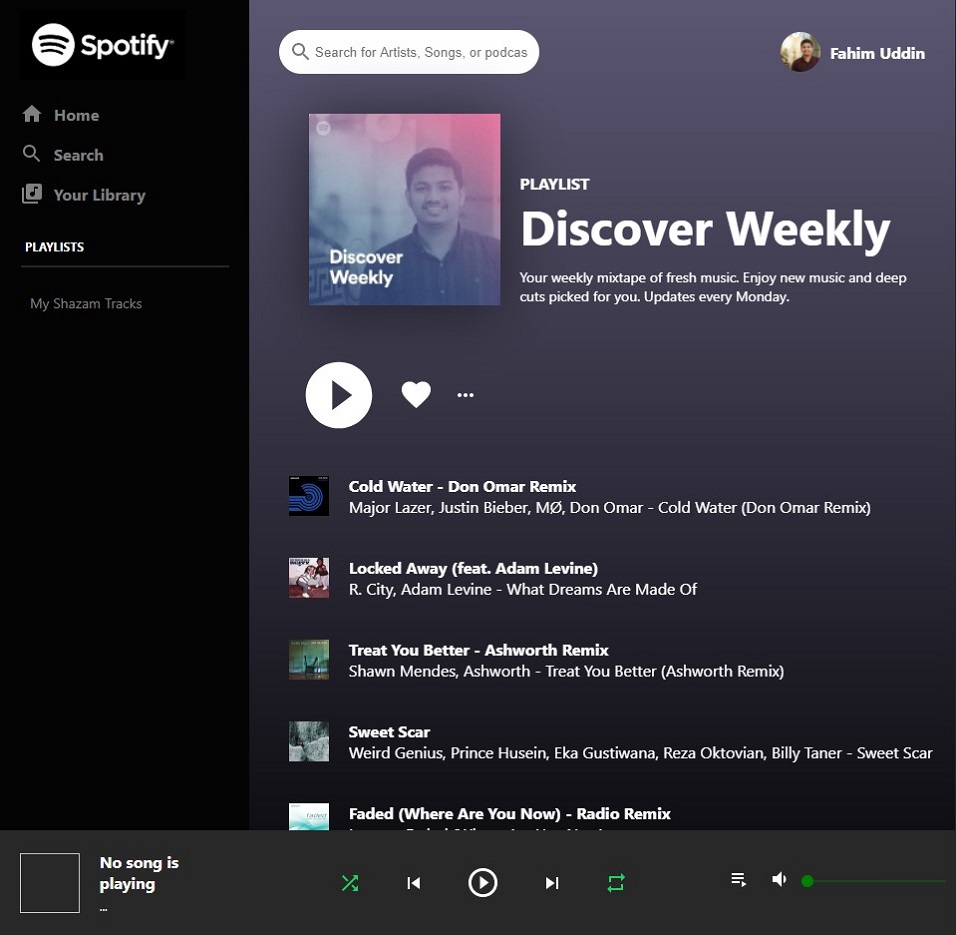 Spotify
Search for Artists, Songs, or podcas
Fahim Uddin
Home
Search
Your Library
PLAYLISTS
My Shazam Tracks
Discover
Weekly
PLAYLIST
Discover Weekly
Your weekly mixtape of fresh music. Enjoy new music and deep
cuts picked for you. Updates every Monday.
Cold Water - Don Omar Remix
Major Lazer, Justin Bieber, MØ, Don Omar - Cold Water (Don Omar Remix)
Locked Away (feat. Adam Levine)
R. City, Adam Levine - What Dreams Are Made Of
Treat You Better - Ashworth Remix
Shawn Mendes, Ashworth - Treat You Better (Ashworth Remix)
Sweet Scar
Weird Genius, Prince Husein, Eka Gustiwana, Reza Oktovian, Billy Taner - Sweet Scar
faded
Faded (Where Are You Now) - Radio Remix
No song is
playing
...